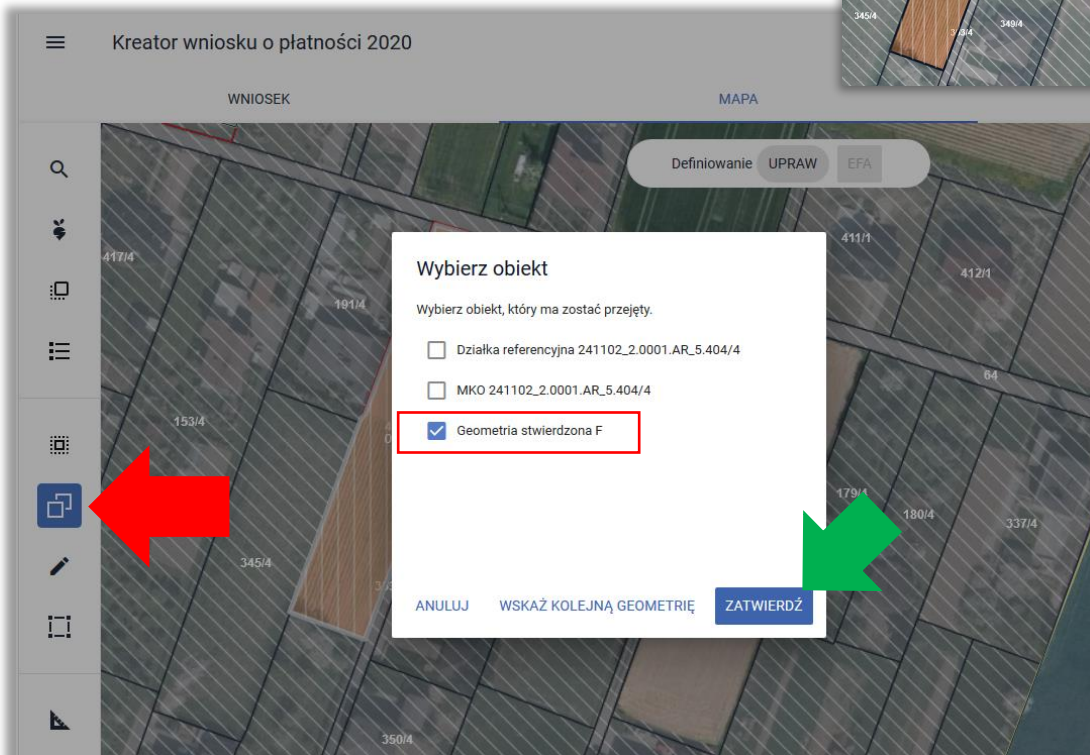 345/4
349/4
Kreator wniosku o płatności 2020
WNIOSEK
MAPA
Definiowanie UPRAW EFA
417/4
191/4
411/1
412/1
64
153/4
345/4
179/4
180/4
337/4
350/4
Wybierz obiekt
Wybierz obiekt, który ma zostać przejęty.
Działka referencyjna 241102_2.0001.AR_5.404/4
MKO 241102_2.0001.AR_5.404/4
Geometria stwierdzona F
ANULUJ WSKAŻ KOLEJNĄ GEOMETRIĘ ZATWIERDŹ